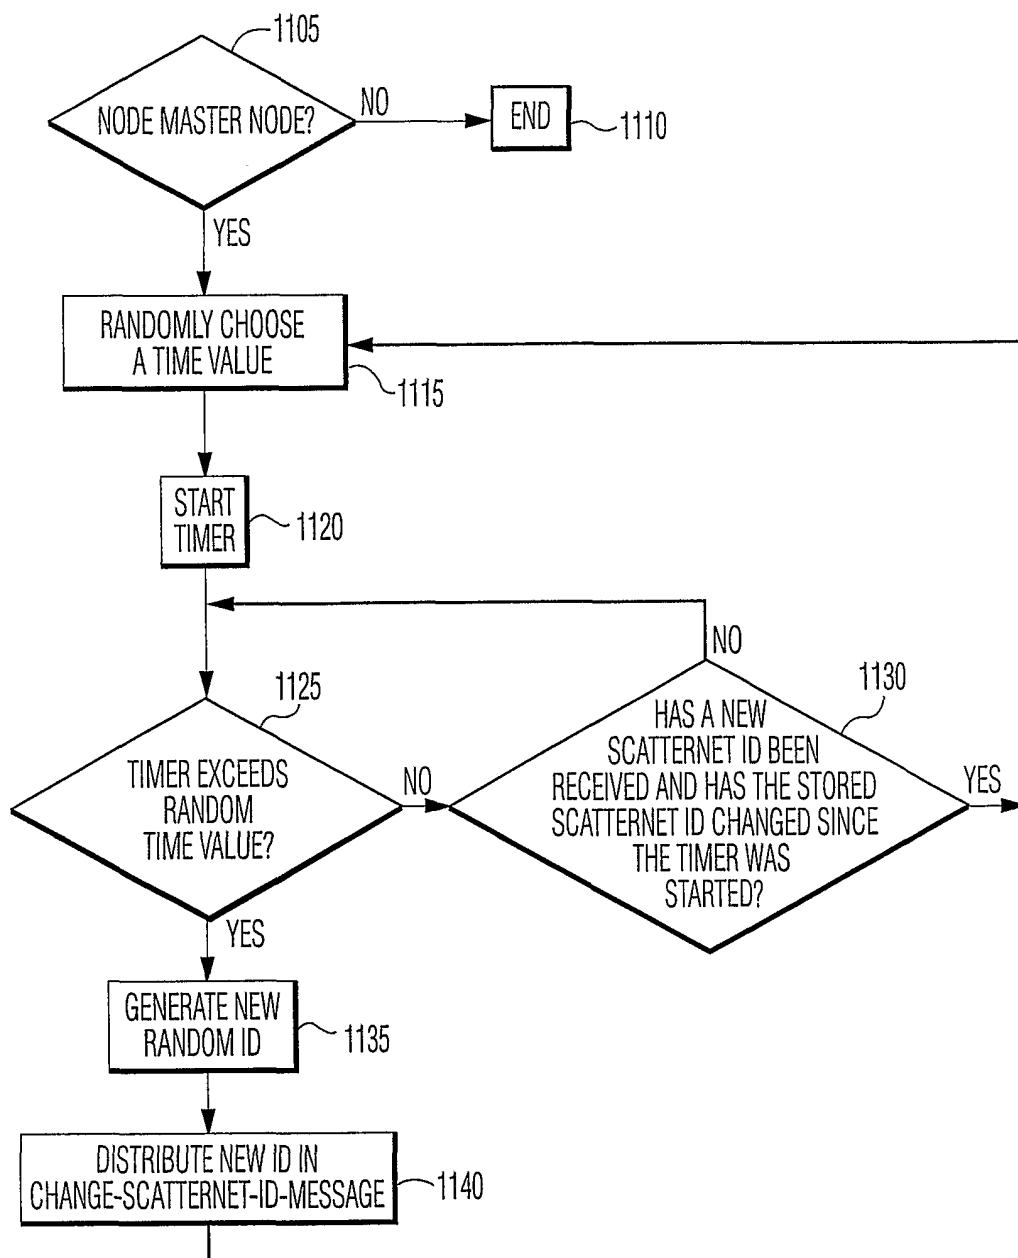 1105
NODE MASTER NODE?
NO
END
1110
YES
RANDOMLY CHOOSE
A TIME VALUE
1115
START
TIMER
1120
NO
1125
1130
TIMER EXCEEDS
RANDOM
TIME VALUE?
NO
HAS A NEW
SCATTERNET ID BEEN
RECEIVED AND HAS THE STORED
SCATTERNET ID CHANGED SINCE
THE TIMER WAS
STARTED?
YES
YES
GENERATE NEW
RANDOM ID
1135
DISTRIBUTE NEW ID IN
CHANGE-SCATTERNET-ID-MESSAGE
1140